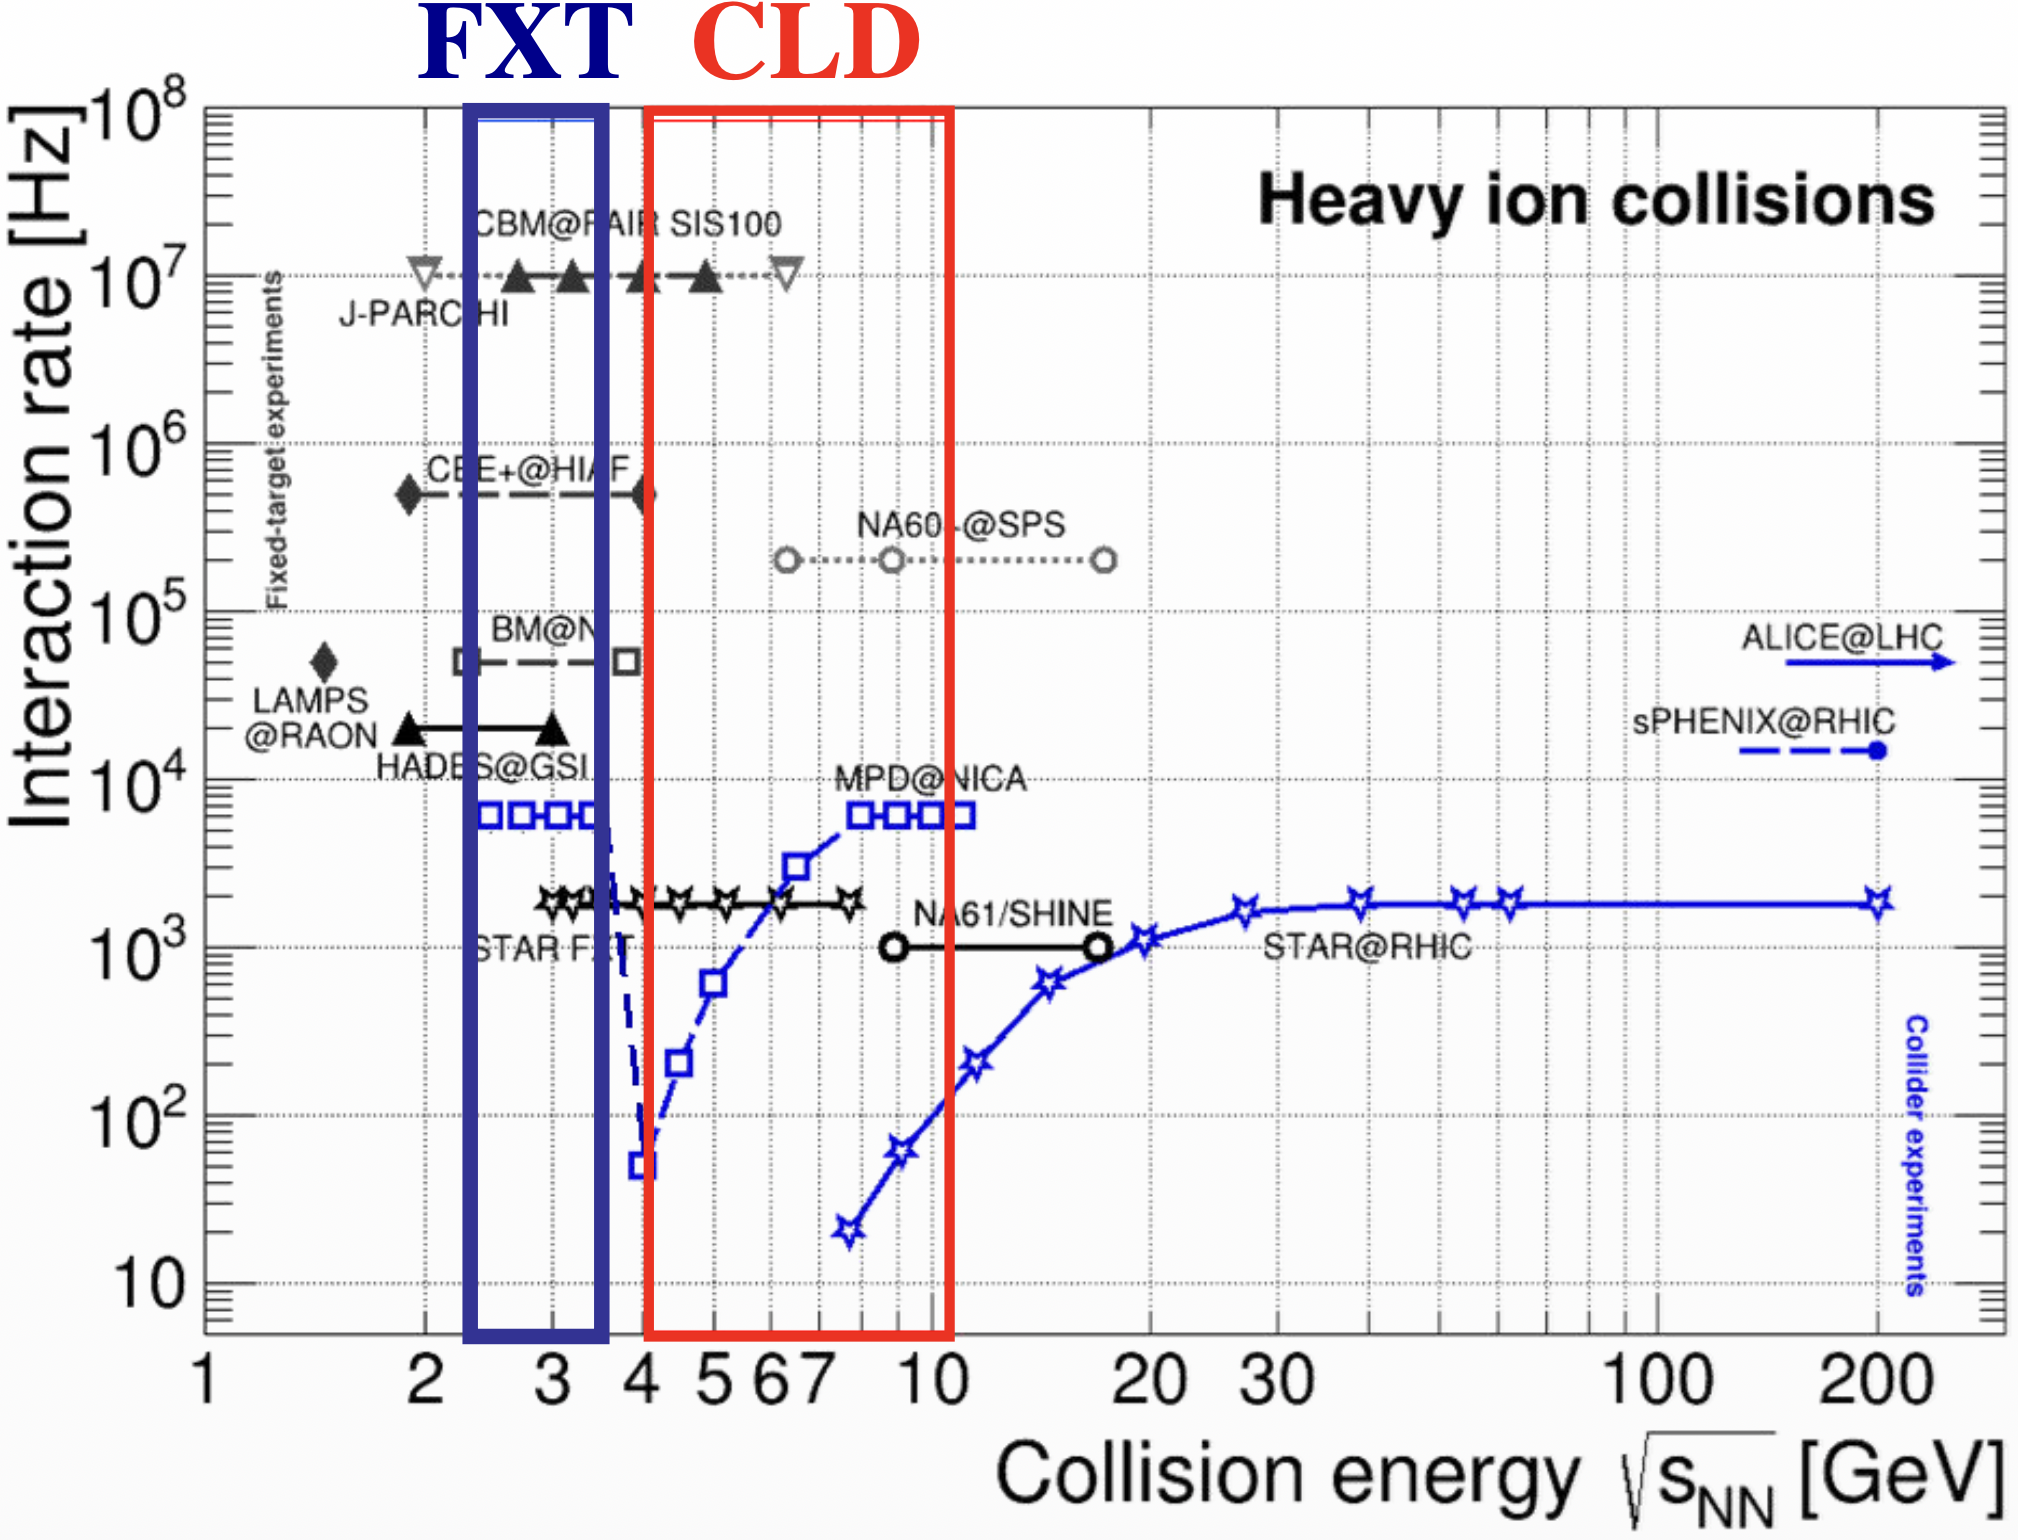 FXT CLD
Heavy ion collisions
Interaction rate [Hz]
10^8
10^7
10^6
10^5
10^4
10^3
10^2
10
Fixed-target experiments
CBM@FAIR SIS100
J-PARC HI
CEE+@HIAF
NA60+@SPS
BM@N
LAMPS
@RAON
HADES@GSI
ALICE@LHC
sPHENIX@RHIC
MPD@NICA
STAR FXT
NA61/SHINE
STAR@RHIC
Collider experiments
1 2 3 4 5 6 7 10 20 30 100 200
Collision energy √sNN [GeV]